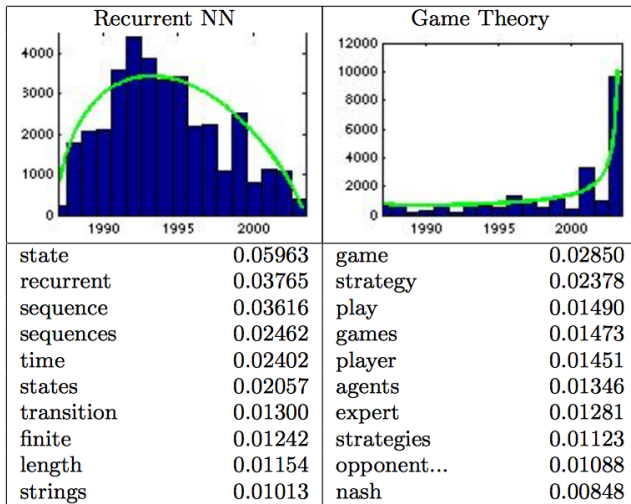 Recurrent NN
4000
3000
2000
1000
0
1990 1995 2000
state 0.05963
recurrent 0.03765
sequence 0.03616
sequences 0.02462
time 0.02402
states 0.02057
transition 0.01300
finite 0.01242
length 0.01154
strings 0.01013
Game Theory
12000
10000
8000
6000
4000
2000
0
1990 1995 2000
game 0.02850
strategy 0.02378
play 0.01490
games 0.01473
player 0.01451
agents 0.01346
expert 0.01281
strategies 0.01123
opponent... 0.01088
nash 0.00848